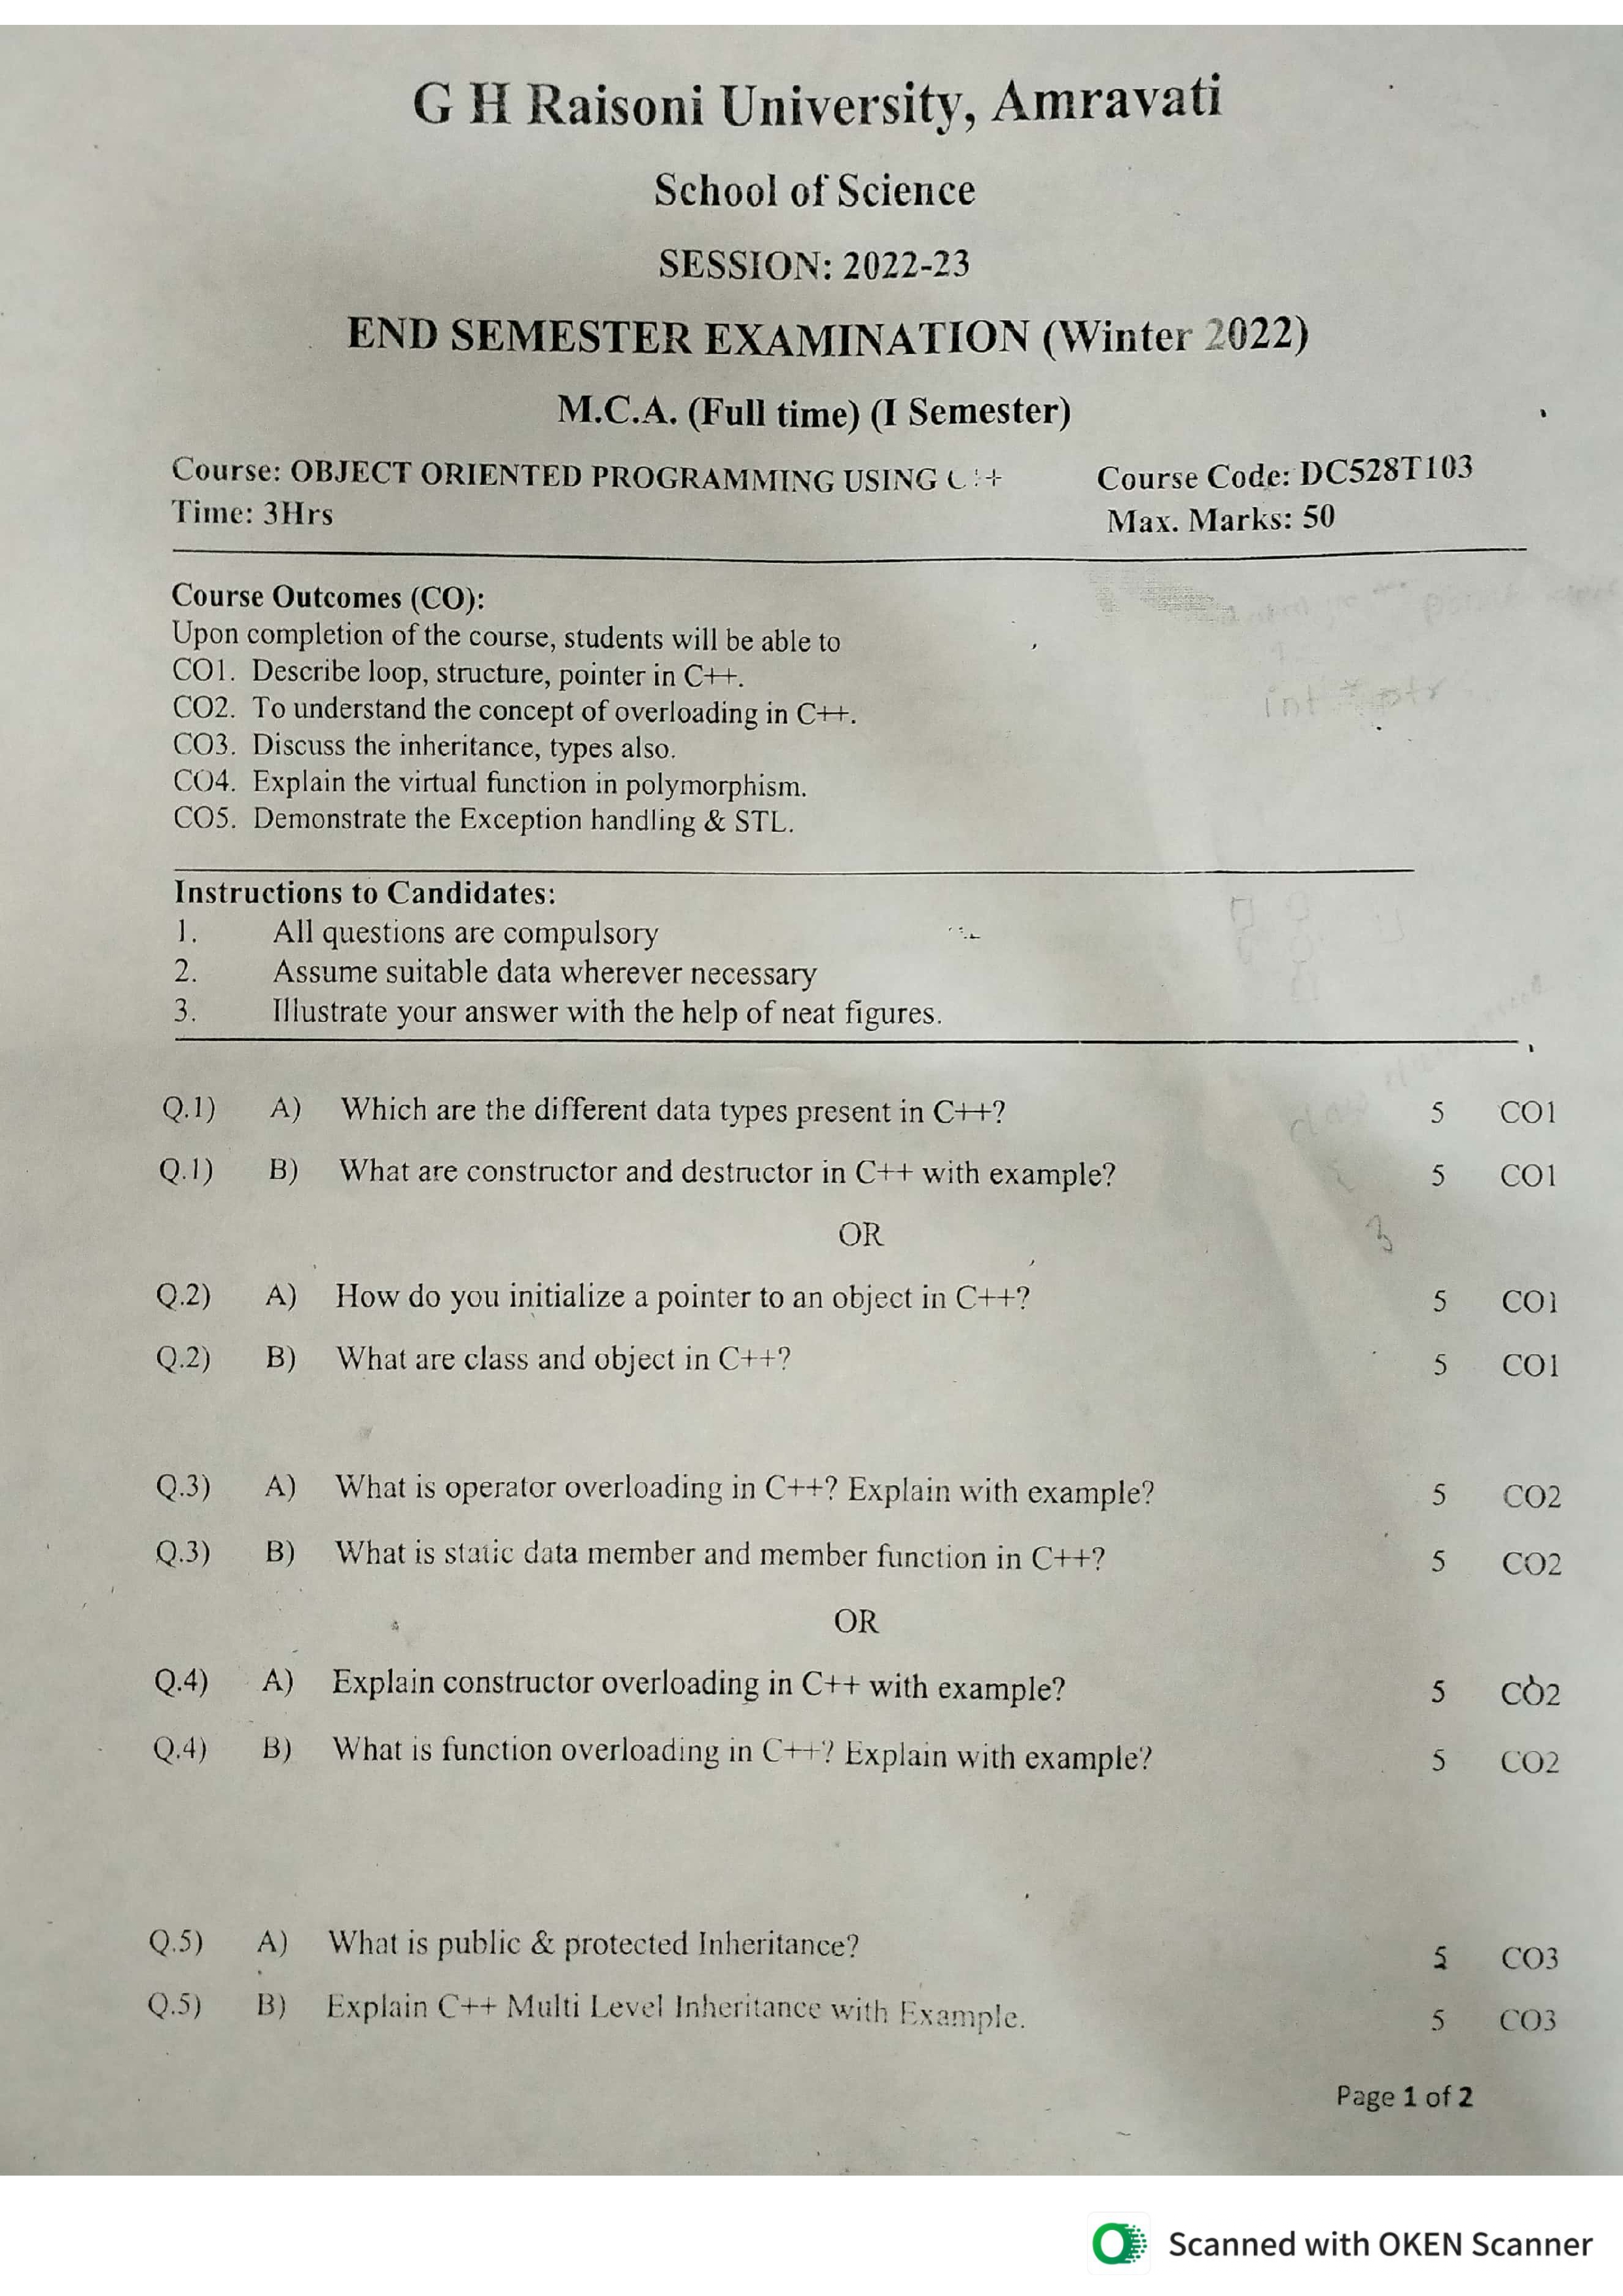 G H Raisoni University, Amravati
School of Science
SESSION: 2022-23
END SEMESTER EXAMINATION (Winter 2022)
M.C.A. (Full time) (I Semester)
Course: OBJECT ORIENTED PROGRAMMING USING C++ Course Code: DC528T103
Time: 3Hrs Max. Marks: 50
Course Outcomes (CO):
Upon completion of the course, students will be able to
CO1. Describe loop, structure, pointer in C++.
CO2. To understand the concept of overloading in C++.
int *ptr
CO3. Discuss the inheritance, types also.
CO4. Explain the virtual function in polymorphism.
CO5. Demonstrate the Exception handling & STL.
Instructions to Candidates:
1. All questions are compulsory
2. Assume suitable data wherever necessary
3. Illustrate your answer with the help of neat figures.
Q.1) A) Which are the different data types present in C++? 5 CO1
Q.1) B) What are constructor and destructor in C++ with example? 5 CO1
OR
Q.2) A) How do you initialize a pointer to an object in C++? 5 CO1
Q.2) B) What are class and object in C++? 5 CO1
Q.3) A) What is operator overloading in C++? Explain with example? 5 CO2
Q.3) B) What is static data member and member function in C++? 5 CO2
OR
Q.4) A) Explain constructor overloading in C++ with example? 5 CO2
Q.4) B) What is function overloading in C++? Explain with example? 5 CO2
Q.5) A) What is public & protected Inheritance? 5 CO3
Q.5) B) Explain C++ Multi Level Inheritance with Example. 5 CO3
Page 1 of 2
Scanned with OKEN Scanner